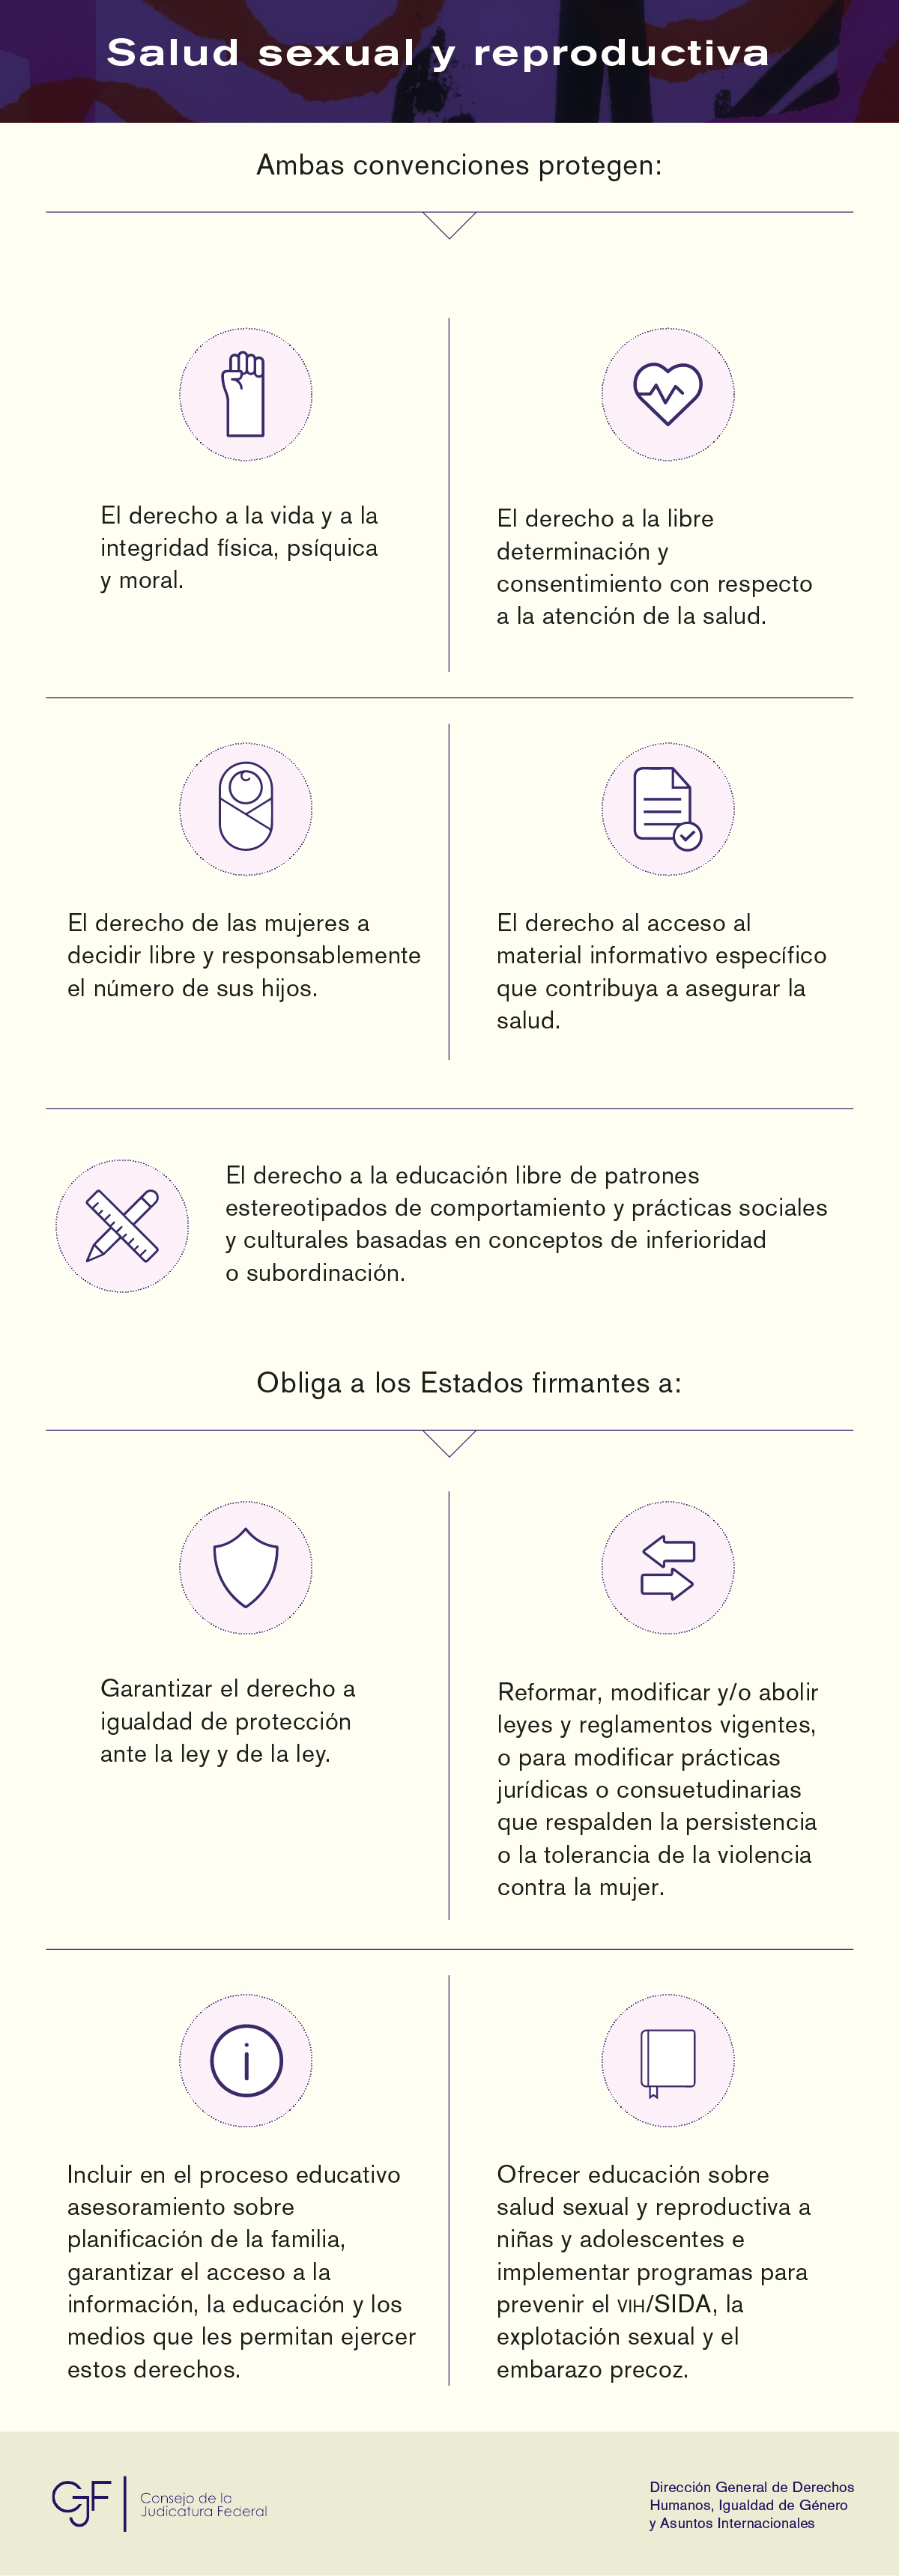 Salud sexual y reproductiva
Ambas convenciones protegen:
El derecho a la vida y a la
integridad física, psíquica
y moral.
El derecho a la libre
determinación y
consentimiento con respecto
a la atención de la salud.
El derecho de las mujeres a
decidir libre y responsablemente
el número de sus hijos.
El derecho al acceso al
material informativo específico
que contribuya a asegurar la
salud.
El derecho a la educación libre de patrones
estereotipados de comportamiento y prácticas sociales
y culturales basadas en conceptos de inferioridad
o subordinación.
Obliga a los Estados firmantes a:
Garantizar el derecho a
igualdad de protección
ante la ley y de la ley.
Reformar, modificar y/o abolir
leyes y reglamentos vigentes,
o para modificar prácticas
jurídicas o consuetudinarias
que respalden la persistencia
o la tolerancia de la violencia
contra la mujer.
Incluir en el proceso educativo
asesoramiento sobre
planificación de la familia,
garantizar el acceso a la
información, la educación y los
medios que les permitan ejercer
estos derechos.
Ofrecer educación sobre
salud sexual y reproductiva a
niñas y adolescentes e
implementar programas para
prevenir el VIH/SIDA, la
explotación sexual y el
embarazo precoz.
CJF
Consejo de la
Judicatura Federal
Dirección General de Derechos
Humanos, Igualdad de Género
y Asuntos Internacionales